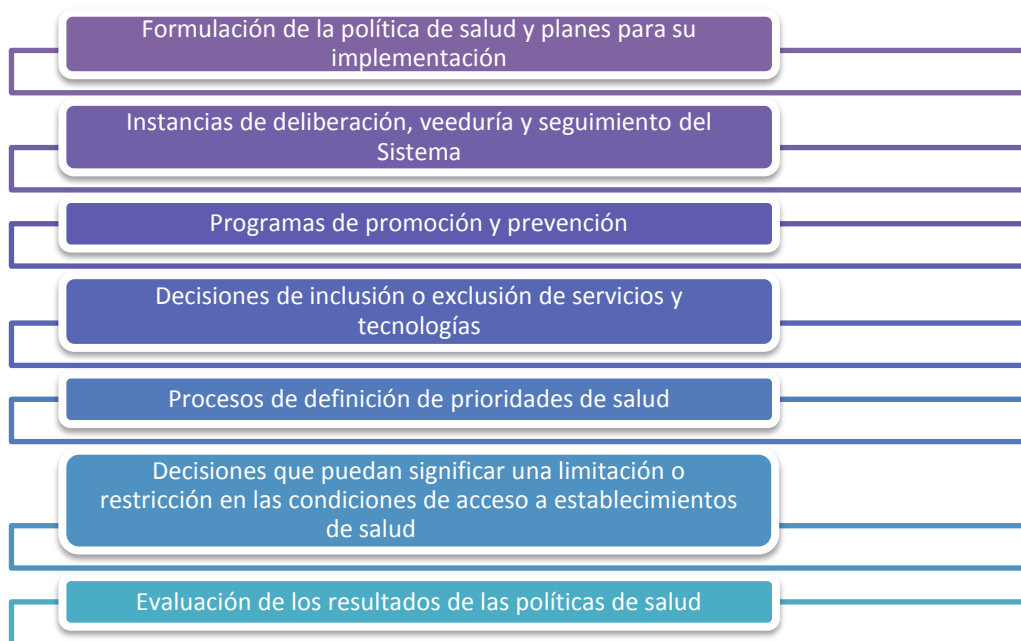 Formulación de la política de salud y planes para su
implementación
Instancias de deliberación, veeduría y seguimiento del
Sistema
Programas de promoción y prevención
Decisiones de inclusión o exclusión de servicios y
tecnologías
Procesos de definición de prioridades de salud
Decisiones que puedan significar una limitación o
restricción en las condiciones de acceso a establecimientos
de salud
Evaluación de los resultados de las políticas de salud